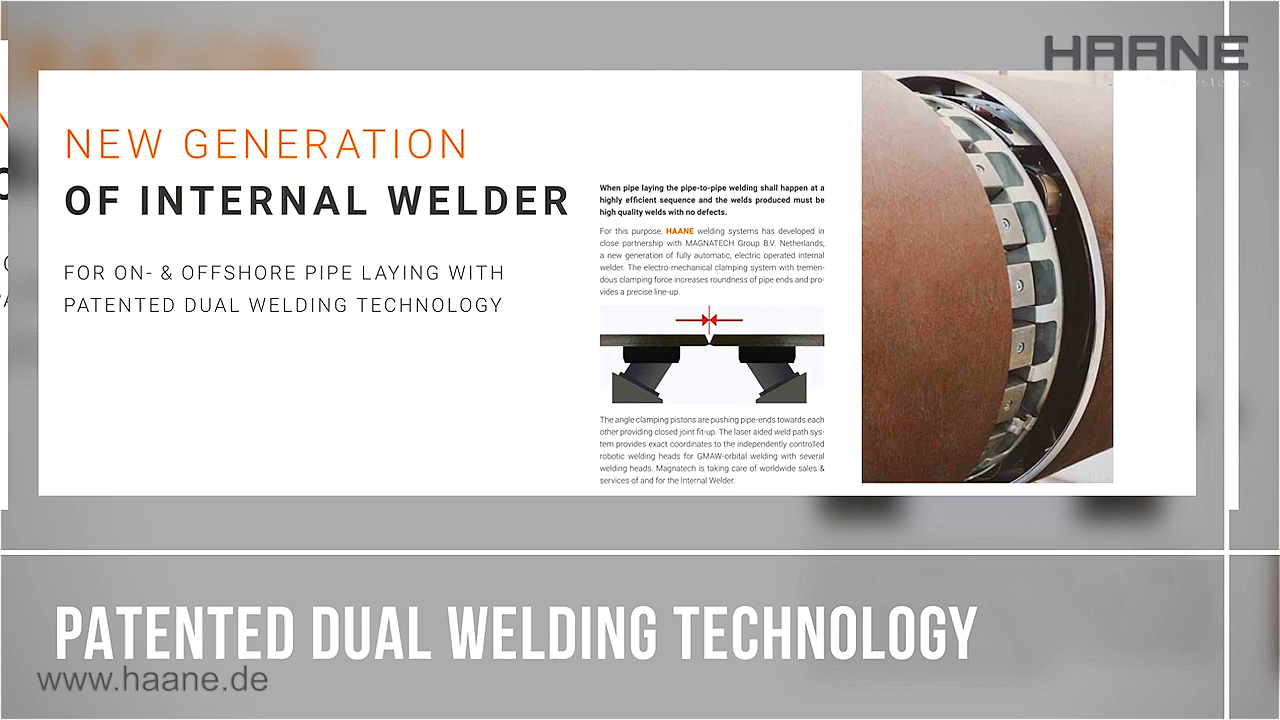 HAANE
NEW GENERATION
OF INTERNAL WELDER
FOR ON- & OFFSHORE PIPE LAYING WITH
PATENTED DUAL WELDING TECHNOLOGY
When pipe laying the pipe-to-pipe welding shall happen at a
highly efficient sequence and the welds produced must be
high quality welds with no defects.
For this purpose, HAANE welding systems has developed in
close partnership with MAGNATECH Group B.V. Netherlands,
a new generation of fully automatic, electric operated internal
welder. The electro-mechanical clamping system with tremen-
dous clamping force increases roundness of pipe ends and pro-
vides a precise line-up.
The angle clamping pistons are pushing pipe-ends towards each
other providing closed joint fit-up. The laser aided weld path sys-
tem provides exact coordinates to the independently controlled
robotic welding heads for GMAW-orbital welding with several
welding heads. Magnatech is taking care of worldwide sales &
services of and for the Internal Welder.
PATENTED DUAL WELDING TECHNOLOGY
www.haane.de